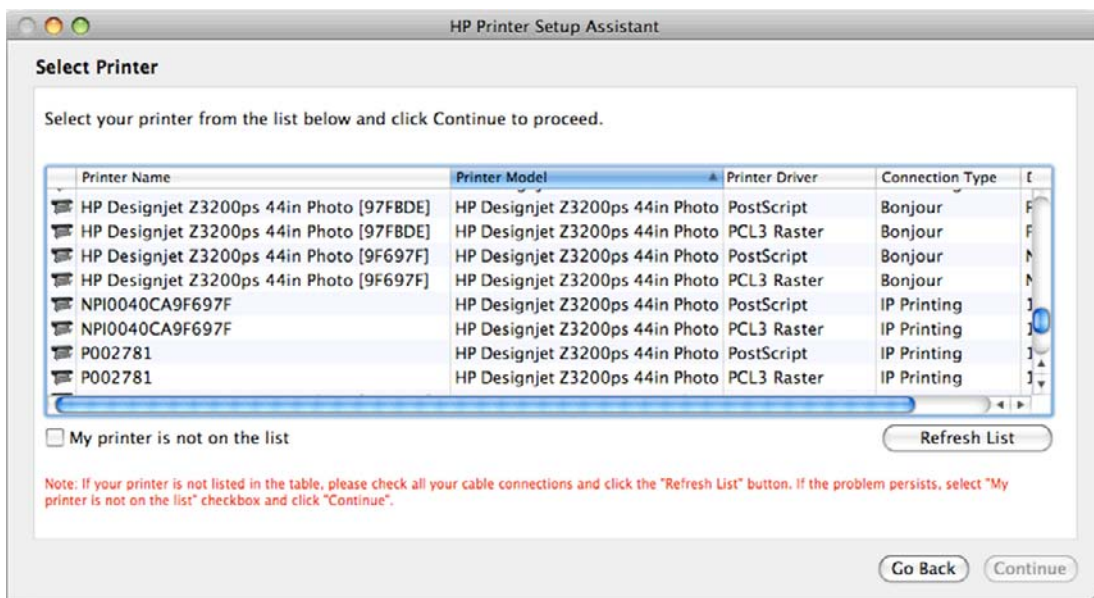 HP Printer Setup Assistant
Select Printer
Select your printer from the list below and click Continue to proceed.
Printer Name Printer Model Printer Driver Connection Type
HP Designjet Z3200ps 44in Photo [97FBDE] HP Designjet Z3200ps 44in Photo PostScript Bonjour
HP Designjet Z3200ps 44in Photo [97FBDE] HP Designjet Z3200ps 44in Photo PCL3 Raster Bonjour
HP Designjet Z3200ps 44in Photo [9F697F] HP Designjet Z3200ps 44in Photo PostScript Bonjour
HP Designjet Z3200ps 44in Photo [9F697F] HP Designjet Z3200ps 44in Photo PCL3 Raster Bonjour
NPI0040CA9F697F HP Designjet Z3200ps 44in Photo PostScript IP Printing
NPI0040CA9F697F HP Designjet Z3200ps 44in Photo PCL3 Raster IP Printing
P002781 HP Designjet Z3200ps 44in Photo PostScript IP Printing
P002781 HP Designjet Z3200ps 44in Photo PCL3 Raster IP Printing
My printer is not on the list Refresh List
Note: If your printer is not listed in the table, please check all your cable connections and click the "Refresh List" button. If the problem persists, select "My
printer is not on the list" checkbox and click "Continue".
Go Back Continue